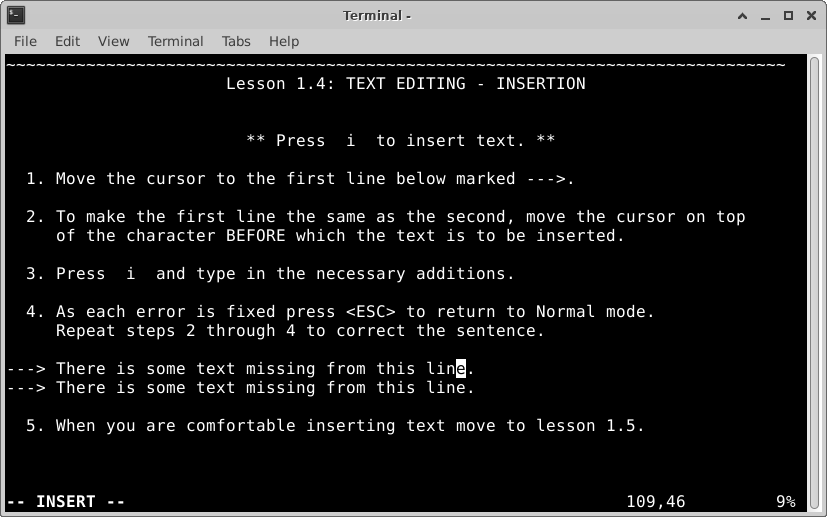 Terminal -
File Edit View Terminal Tabs Help
~~~~~~~~~~~~~~~~~~~~~~~~~~~~~~~~~~~~~~~~~~~~~~~~~~~~~~~~~~~~~~~~~~~~~~~~~~~~~~
Lesson 1.4: TEXT EDITING - INSERTION
** Press  i  to insert text. **
1. Move the cursor to the first line below marked --->.
2. To make the first line the same as the second, move the cursor on top
of the character BEFORE which the text is to be inserted.
3. Press  i  and type in the necessary additions.
4. As each error is fixed press <ESC> to return to Normal mode.
Repeat steps 2 through 4 to correct the sentence.
---> There is some text missing from this line.
---> There is some text missing from this line.
5. When you are comfortable inserting text move to lesson 1.5.
-- INSERT -- 109,46 9%